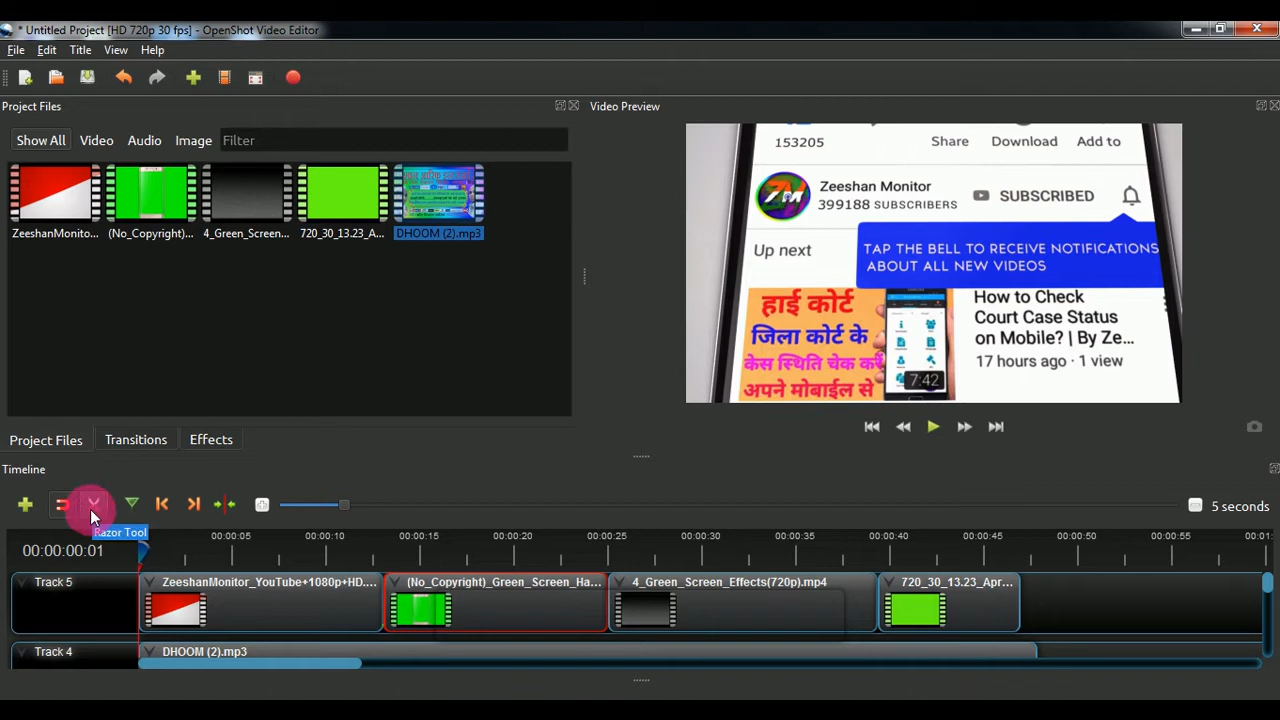 * Untitled Project [HD 720p 30 fps] - OpenShot Video Editor
File Edit Title View Help
Project Files
Video Preview
Show All Video Audio Image Filter
ZeeshanMonito... (No_Copyright)... 4_Green_Screen... 720_30_13.23_A... DHOOM (2).mp3
153205 Share Download Add to
Zeeshan Monitor
399188 SUBSCRIBERS
SUBSCRIBED
Up next
TAP THE BELL TO RECEIVE NOTIFICATIONS
ABOUT ALL NEW VIDEOS
हाई कोर्ट
जिला कोर्ट के
केस स्थिति चेक करें
अपने मोबाईल से
7:42
How to Check
Court Case Status
on Mobile? | By Ze...
17 hours ago · 1 view
Project Files Transitions Effects
Timeline
5 seconds
Razor Tool
00:00:00:01
00:00:05 00:00:10 00:00:15 00:00:20 00:00:25 00:00:30 00:00:35 00:00:40 00:00:45 00:00:50 00:00:55 00:01:
Track 5 ZeeshanMonitor_YouTube+1080p+HD.... (No_Copyright)_Green_Screen_Ha... 4_Green_Screen_Effects(720p).mp4 720_30_13.23_Apr...
Track 4 DHOOM (2).mp3